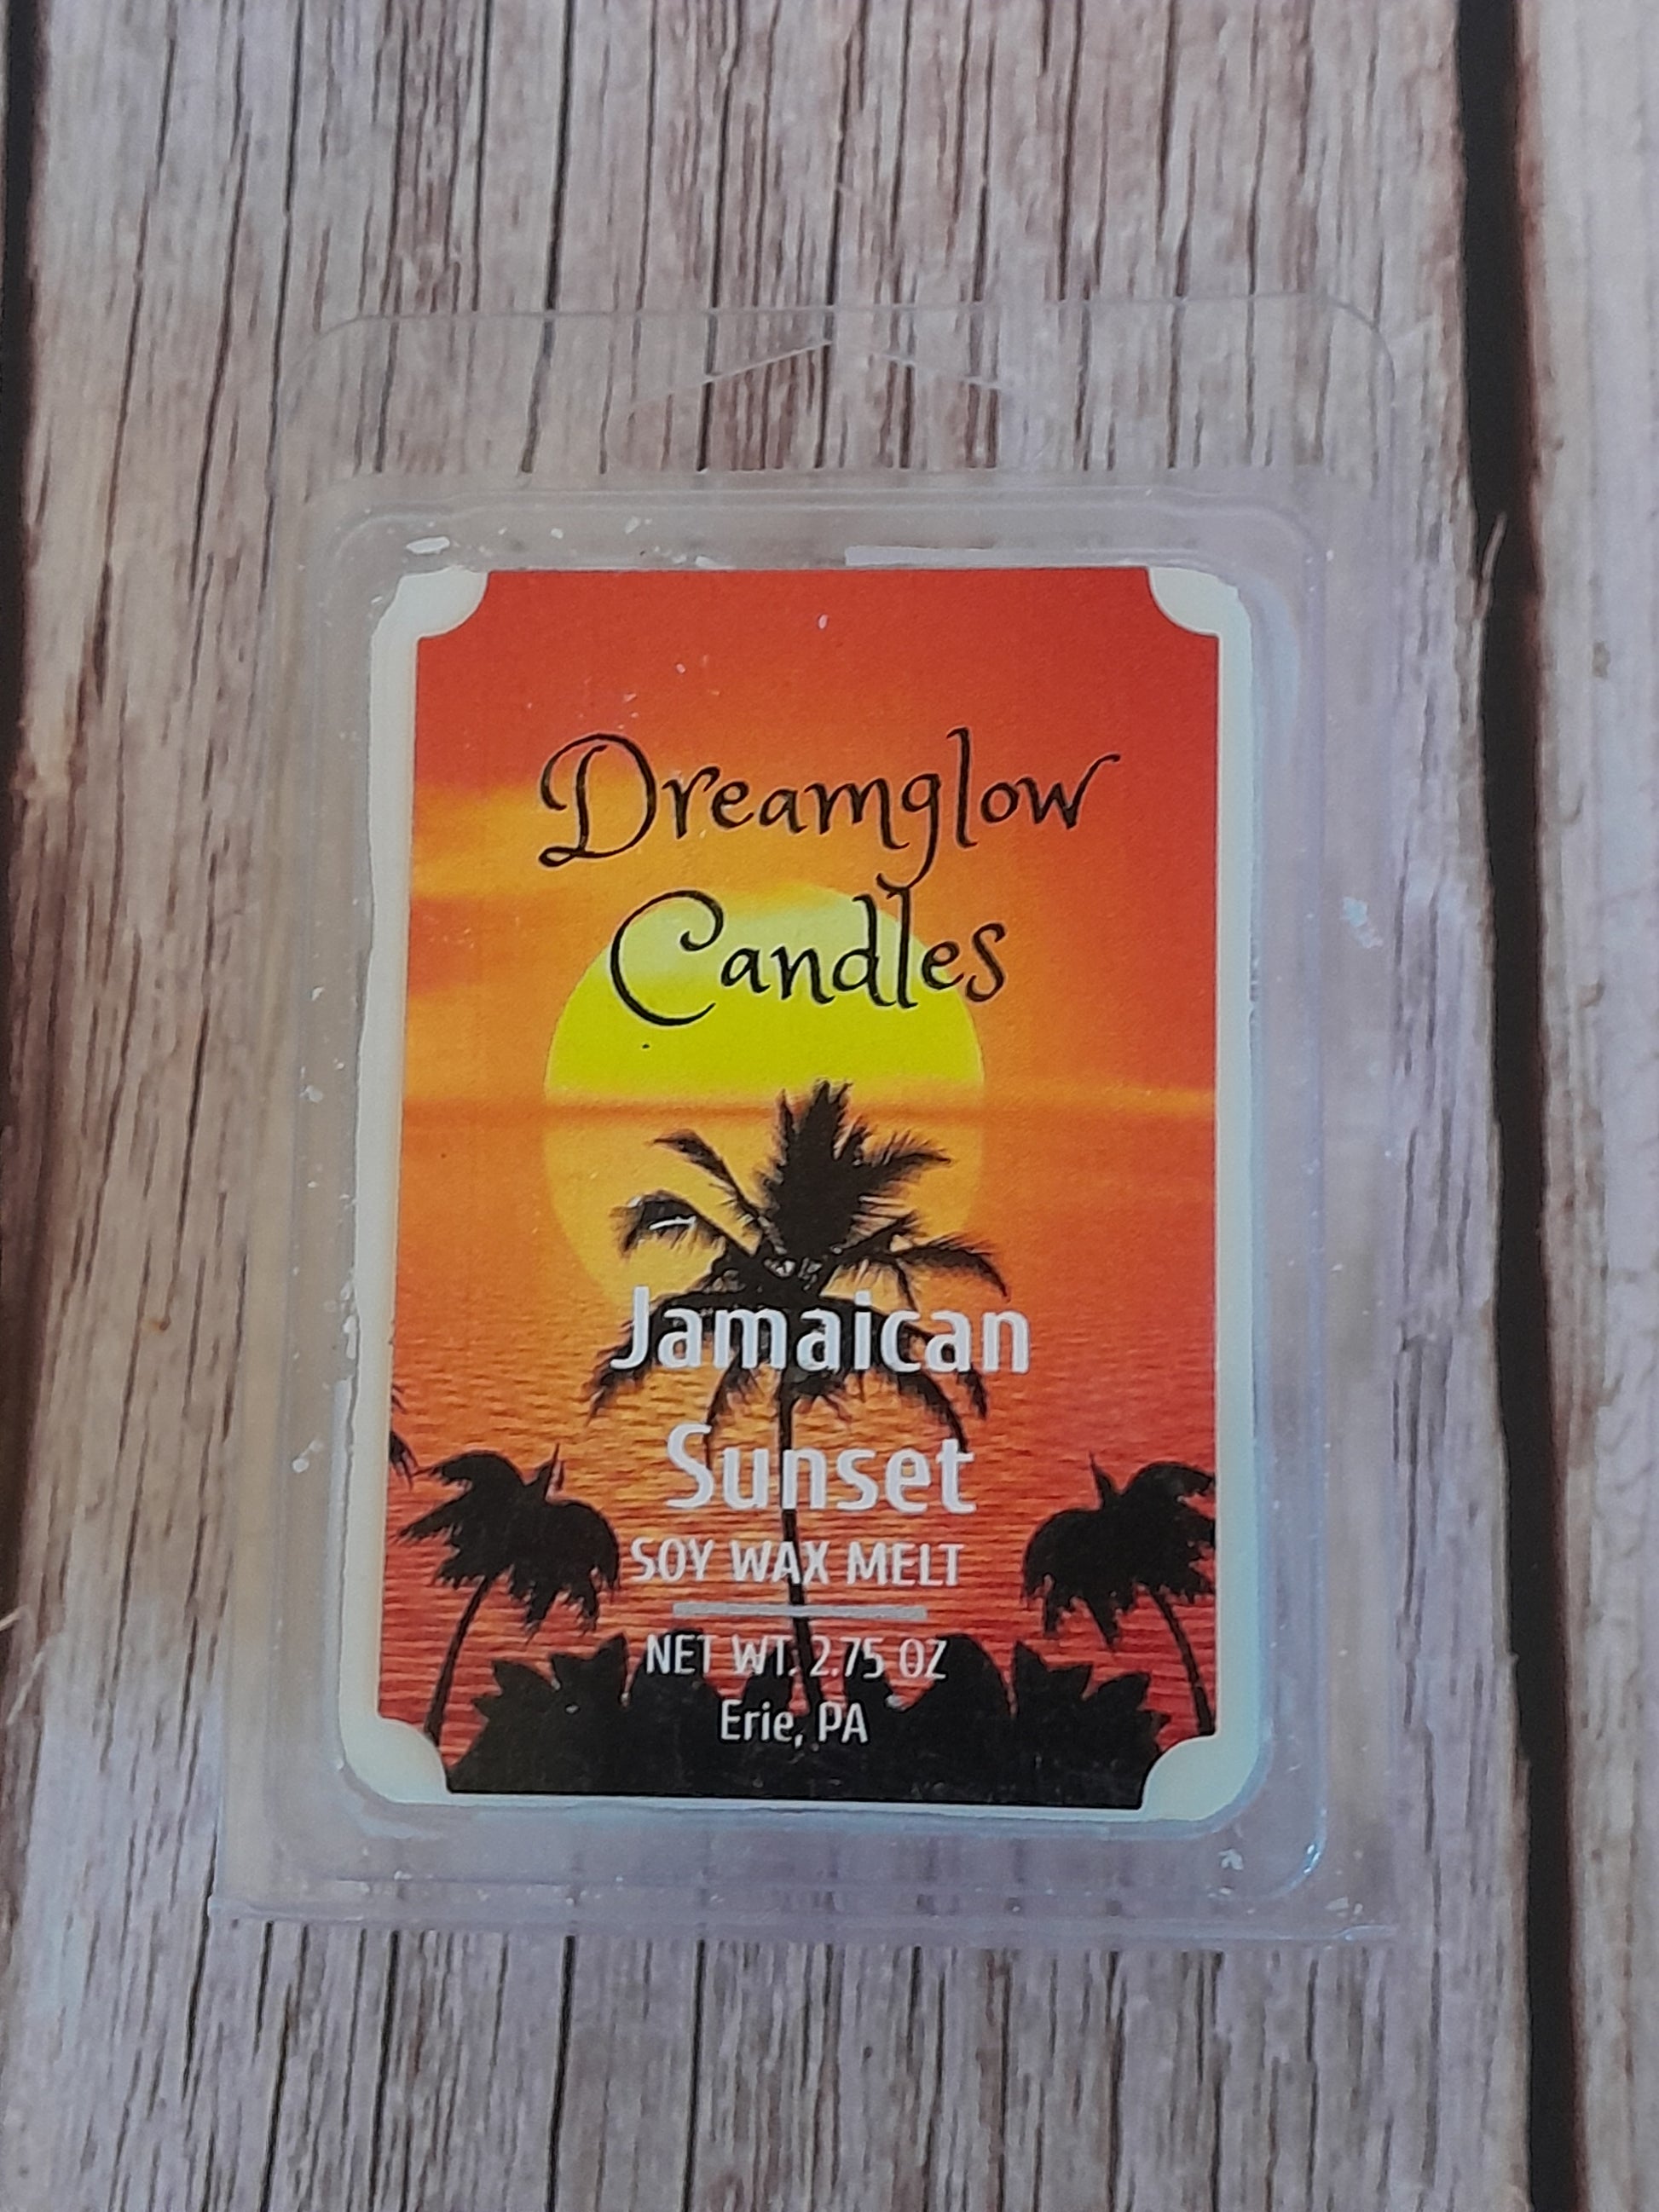 Dreamglow
Candles
Jamaican
Sunset
SOY WAX MELT
NET WT. 2.75 OZ
Erie, PA